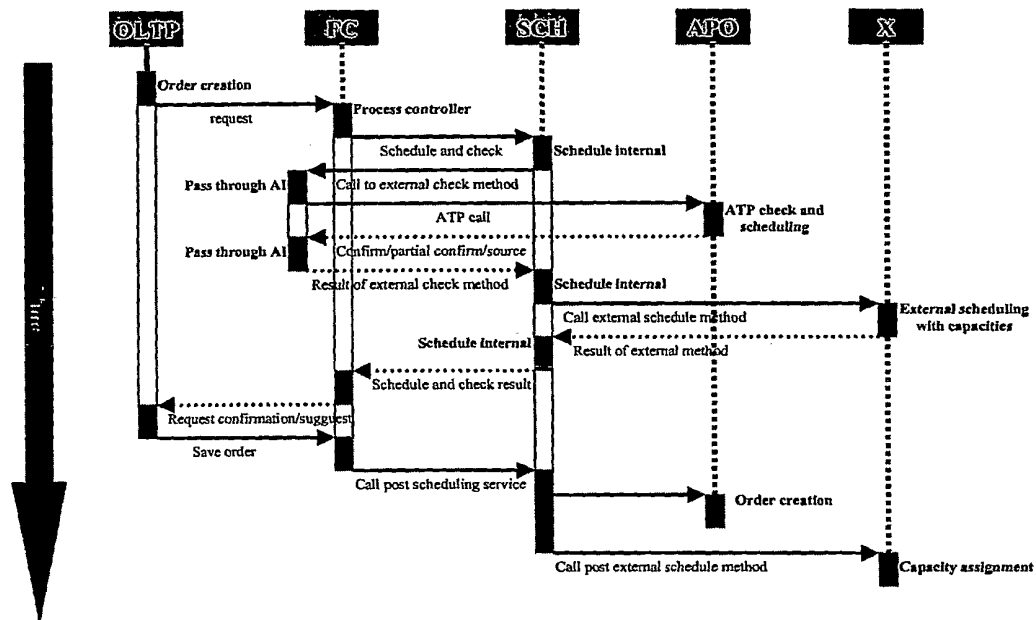 OLTP
FC
SCH
APO
X
Order creation
request
Process controller
Schedule and check
Schedule internal
Pass through AI
Call to external check method
ATP call
ATP check and
scheduling
Pass through AI
Confirm/partial confirm/source
Result of external check method
Schedule internal
Call external schedule method
External scheduling
with capacities
Schedule internal
Result of external method
Schedule and check result
Request confirmation/sugguest
Save order
Call post scheduling service
Order creation
Call post external schedule method
Capacity assignment